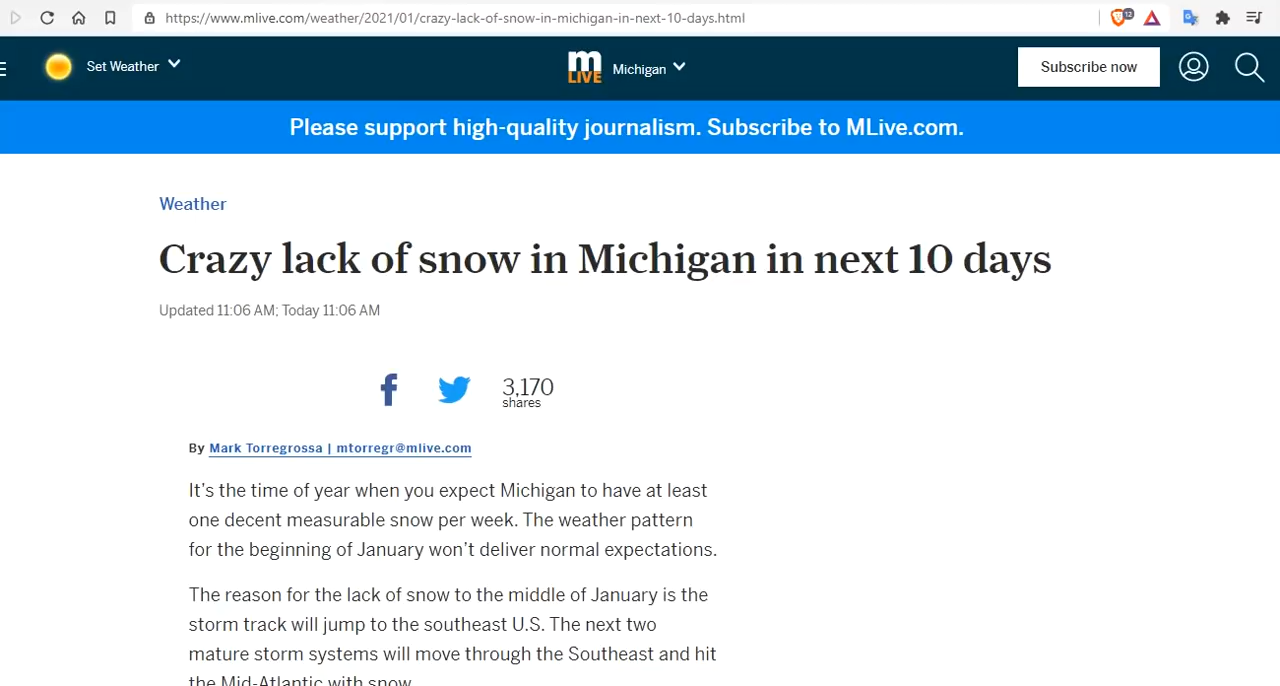 https://www.mlive.com/weather/2021/01/crazy-lack-of-snow-in-michigan-in-next-10-days.html
12
Set Weather
m
LIVE
Michigan
Subscribe now
Please support high-quality journalism. Subscribe to MLive.com.
Weather
Crazy lack of snow in Michigan in next 10 days
Updated 11:06 AM; Today 11:06 AM
3,170
shares
By Mark Torregrossa | mtorregr@mlive.com
It’s the time of year when you expect Michigan to have at least
one decent measurable snow per week. The weather pattern
for the beginning of January won’t deliver normal expectations.
The reason for the lack of snow to the middle of January is the
storm track will jump to the southeast U.S. The next two
mature storm systems will move through the Southeast and hit
the Mid-Atlantic with snow.